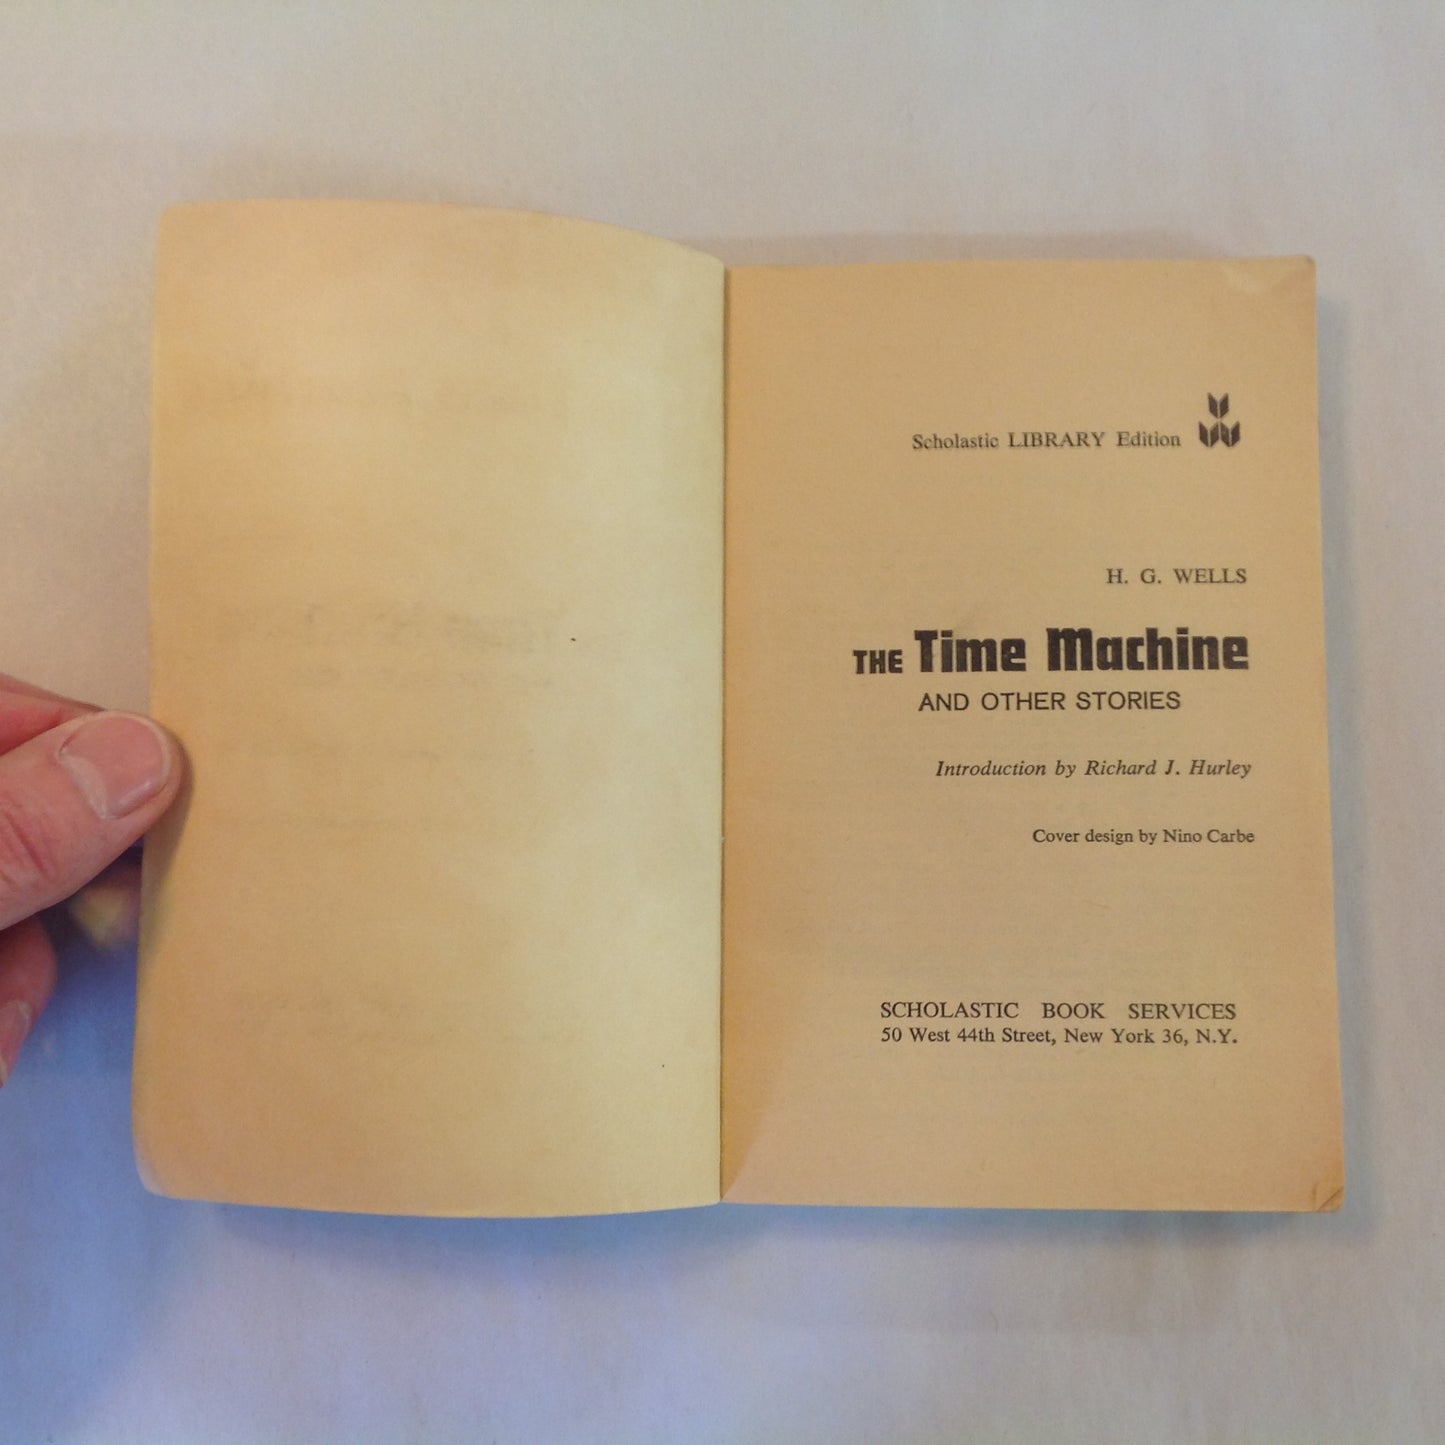 Scholastic LIBRARY Edition
H. G. WELLS
THE Time Machine
AND OTHER STORIES
Introduction by Richard J. Hurley
Cover design by Nino Carbe
SCHOLASTIC BOOK SERVICES
50 West 44th Street, New York 36, N.Y.